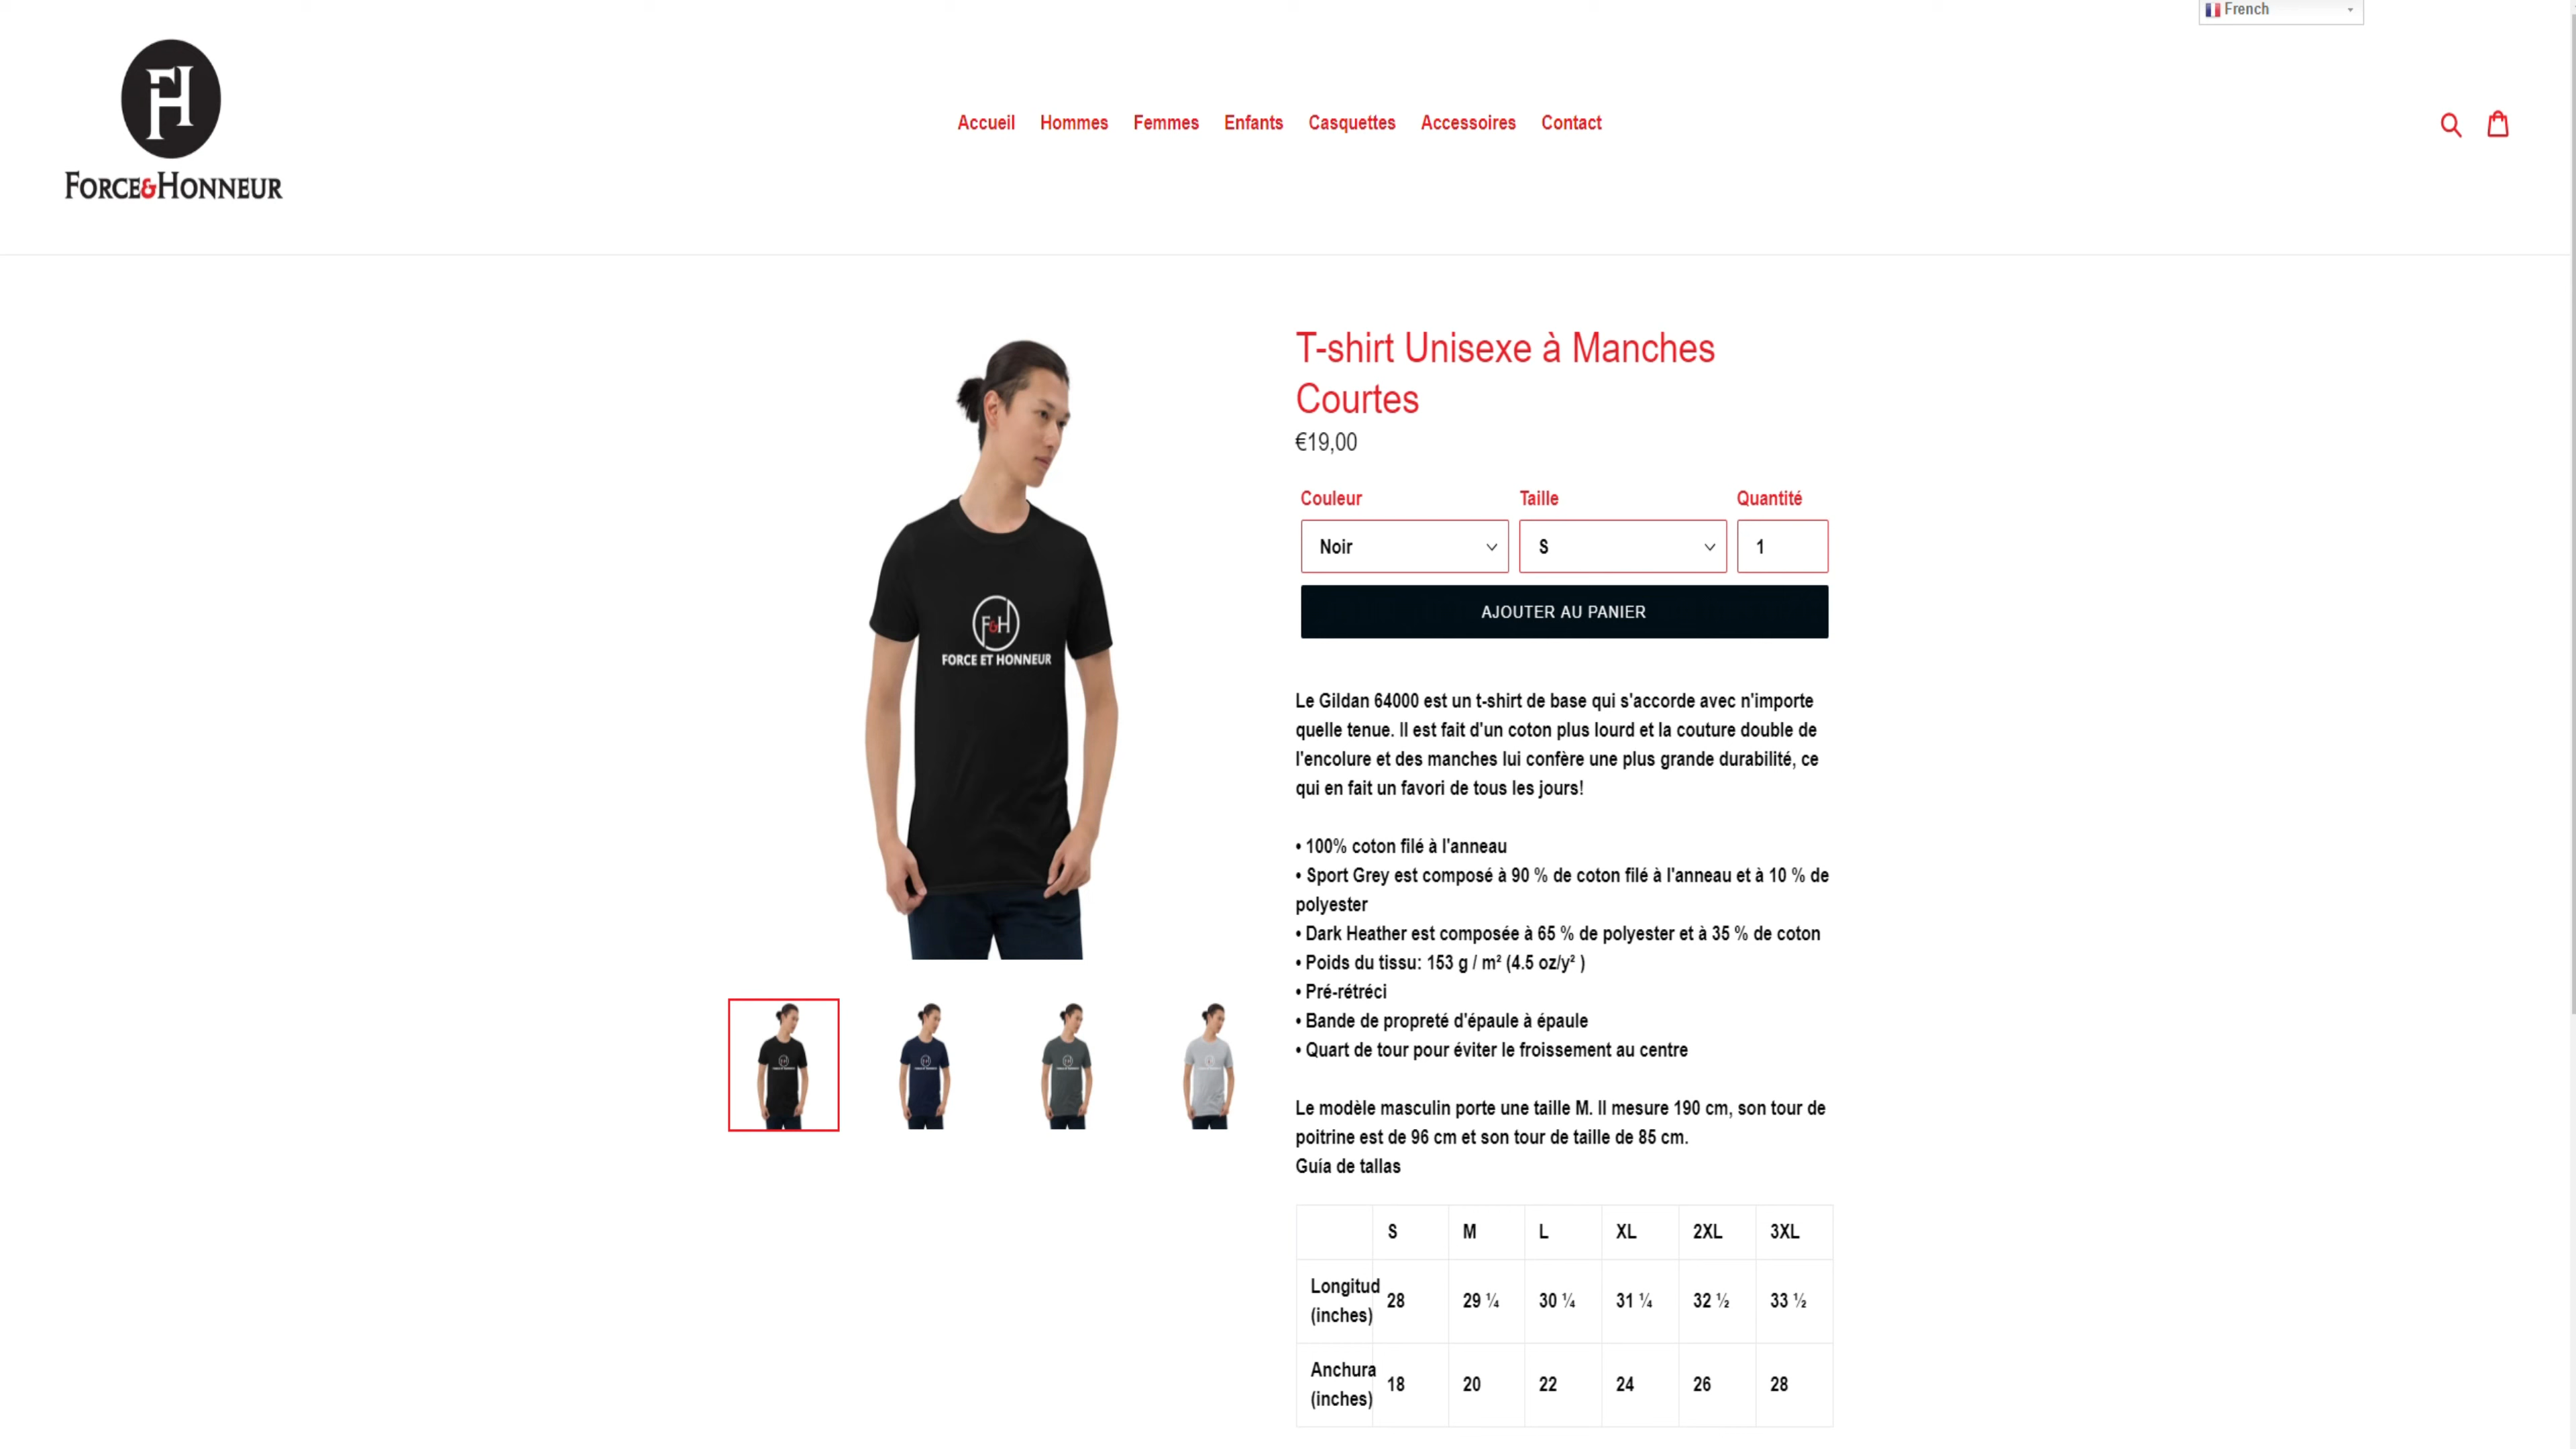 French
FH
FORCE&HONNEUR
Accueil Hommes Femmes Enfants Casquettes Accessoires Contact
T-shirt Unisexe à Manches
Courtes
€19,00
Couleur Taille Quantité
Noir S 1
AJOUTER AU PANIER
F&H
FORCE ET HONNEUR
Le Gildan 64000 est un t-shirt de base qui s'accorde avec n'importe
quelle tenue. Il est fait d'un coton plus lourd et la couture double de
l'encolure et des manches lui confère une plus grande durabilité, ce
qui en fait un favori de tous les jours!
• 100% coton filé à l'anneau
• Sport Grey est composé à 90 % de coton filé à l'anneau et à 10 % de
polyester
• Dark Heather est composée à 65 % de polyester et à 35 % de coton
• Poids du tissu: 153 g / m² (4.5 oz/y² )
• Pré-rétréci
• Bande de propreté d'épaule à épaule
• Quart de tour pour éviter le froissement au centre
Le modèle masculin porte une taille M. Il mesure 190 cm, son tour de
poitrine est de 96 cm et son tour de taille de 85 cm.
Guía de tallas
S M L XL 2XL 3XL
Longitud
(inches) 28 29 ¼ 30 ¼ 31 ¼ 32 ½ 33 ½
Anchura
(inches) 18 20 22 24 26 28